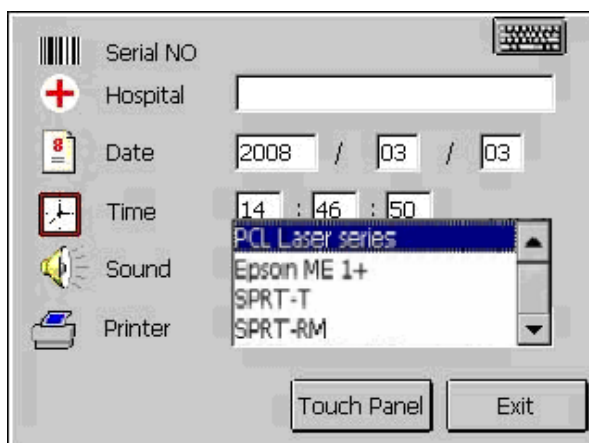 Serial NO
Hospital
Date 2008 / 03 / 03
Time 14 : 46 : 50
PCL Laser series
Sound Epson ME 1+
SPRT-T
Printer SPRT-RM
Touch Panel Exit